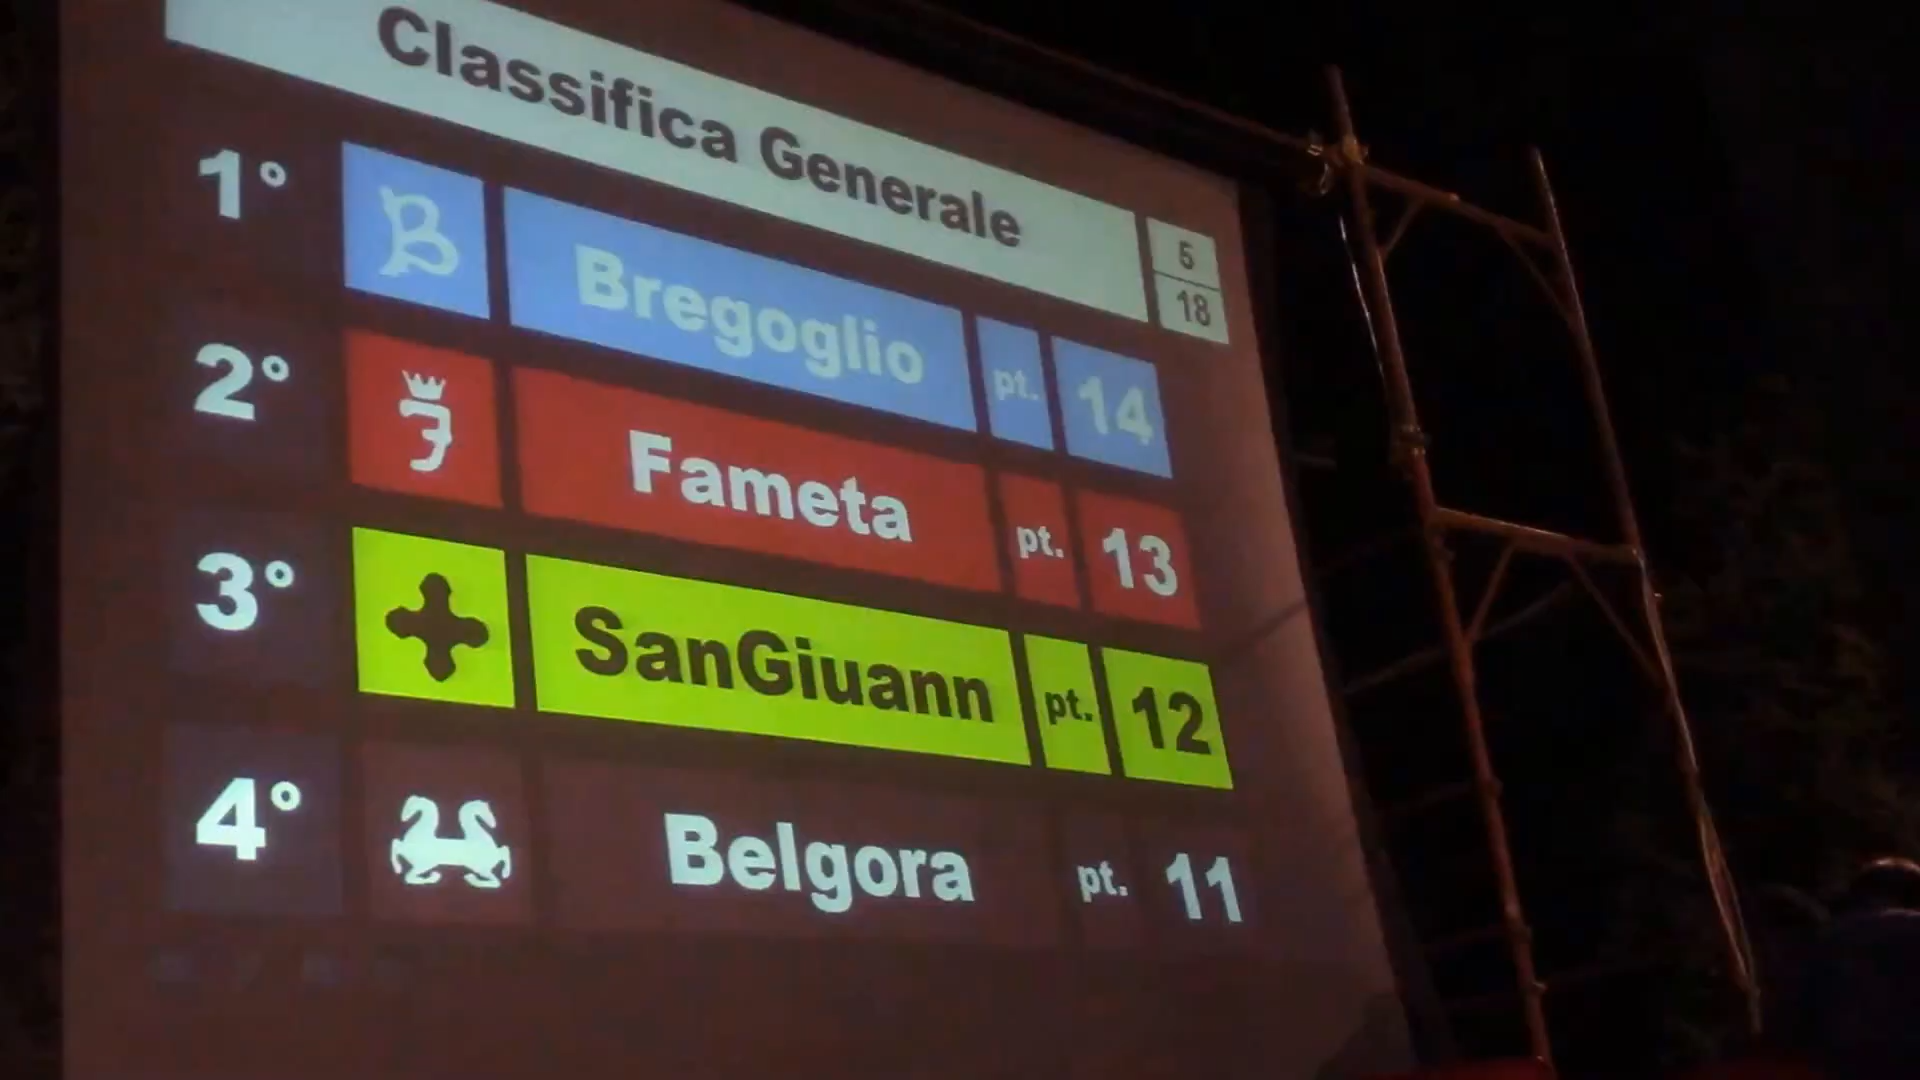 Classifica Generale
5
18
1° B Bregoglio pt. 14
2° F Fameta pt. 13
3° SanGiuann pt. 12
4° Belgora pt. 11